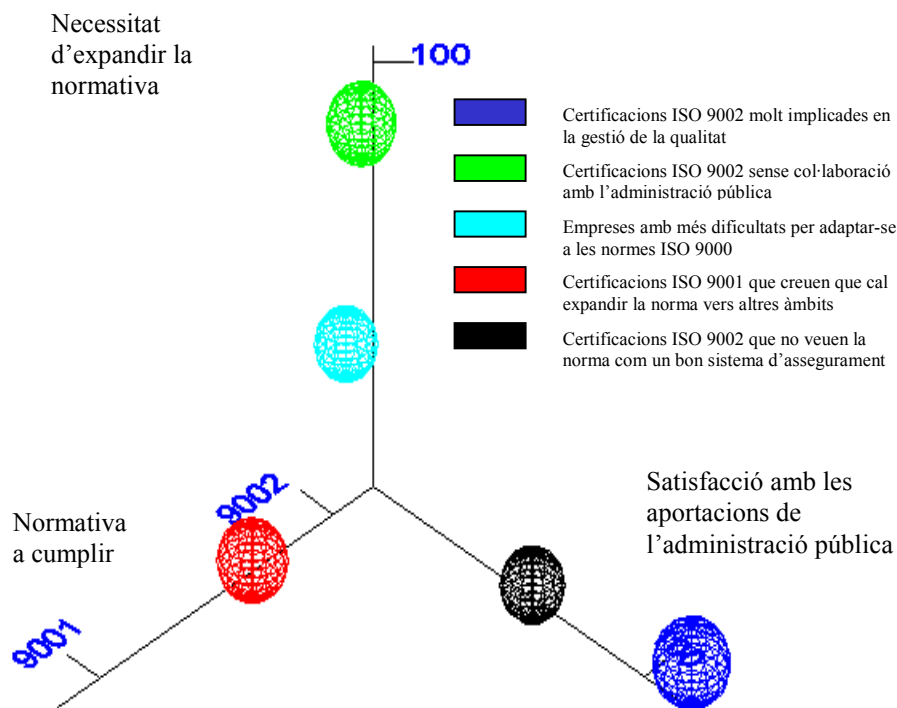 Necessitat
d’expandir la
normativa
100
Certificacions ISO 9002 molt implicades en
la gestió de la qualitat
Certificacions ISO 9002 sense col·laboració
amb l’administració pública
Empreses amb més dificultats per adaptar-se
a les normes ISO 9000
Certificacions ISO 9001 que creuen que cal
expandir la norma vers altres àmbits
Certificacions ISO 9002 que no veuen la
norma com un bon sistema d’assegurament
9002
Normativa
a cumplir
9001
Satisfacció amb les
aportacions de
l’administració pública